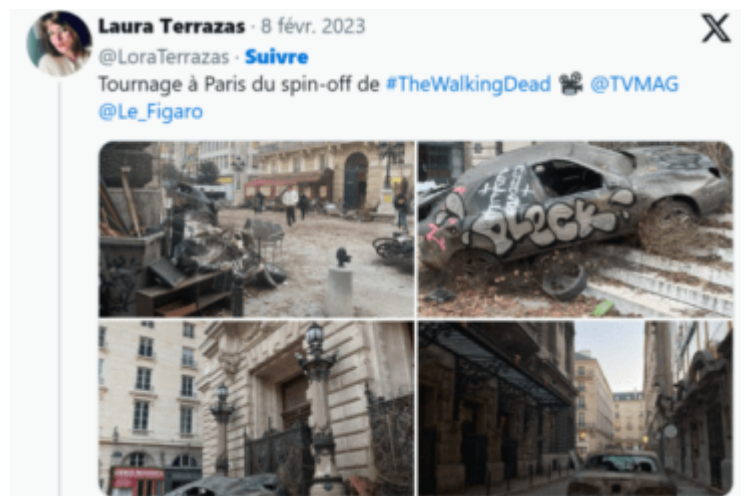 Laura Terrazas · 8 févr. 2023
@LoraTerrazas · Suivre
Tournage à Paris du spin-off de #TheWalkingDead 🎥 @TVMAG
@Le_Figaro